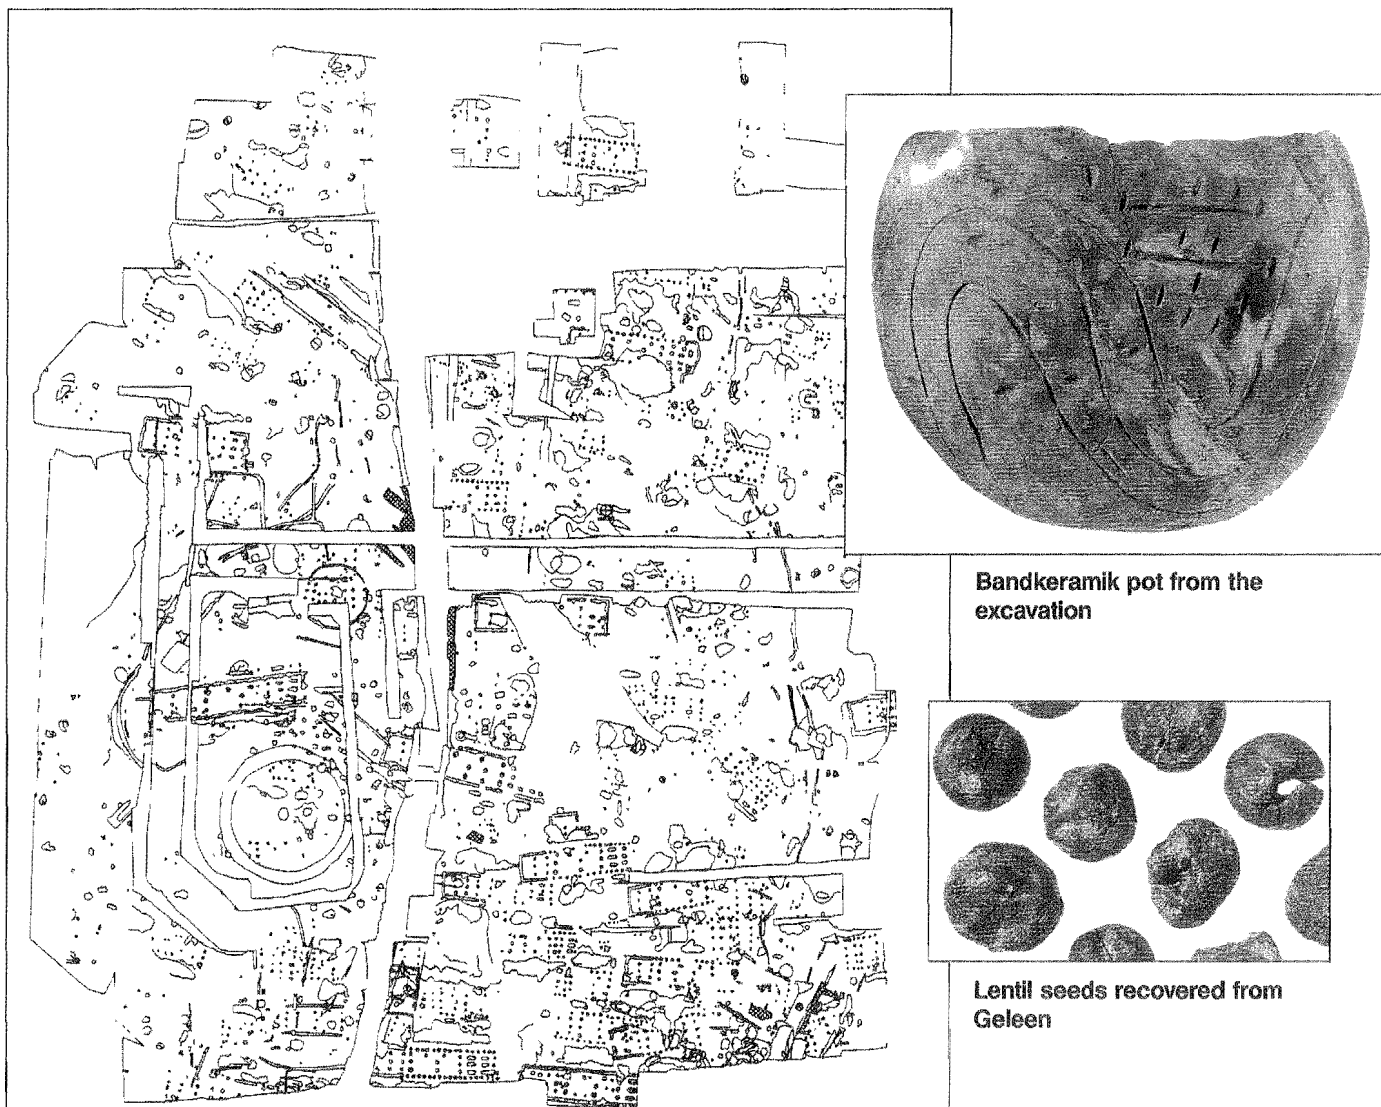 Bandkeramik pot from the
excavation
Lentil seeds recovered from
Geleen